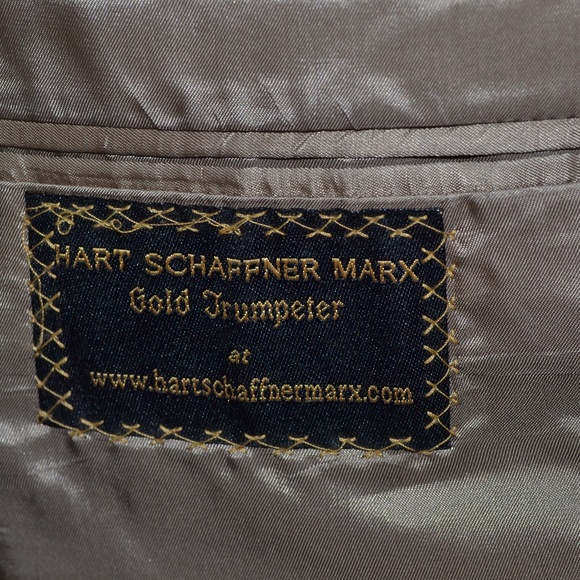 HART SCHAFFNER MARX
Gold Trumpeter
at
www.hartschaffnermarx.com